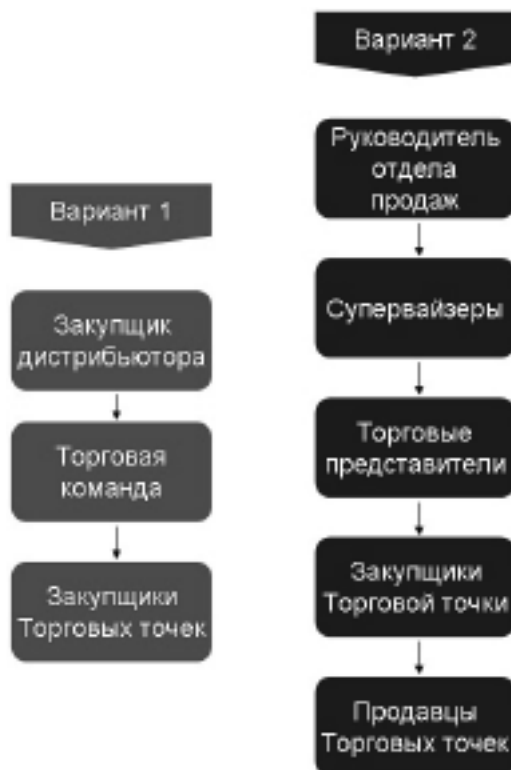 Вариант 1
Закупщик
дистрибьютора
Торговая
команда
Закупщики
Торговых точек
Вариант 2
Руководитель
отдела
продаж
Супервайзеры
Торговые
представители
Закупщики
Торговой точки
Продавцы
Торговых точек